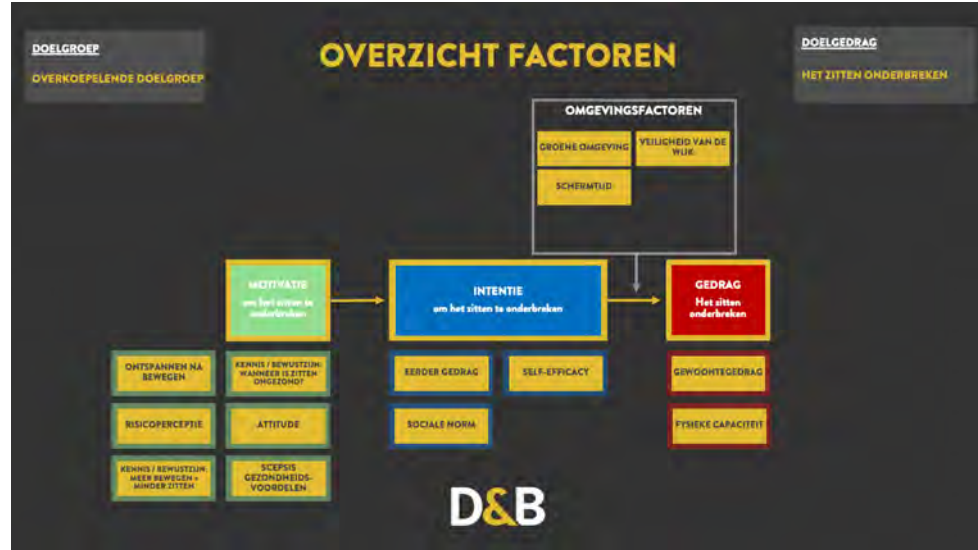 DOELGROEP
OVERKOEPELENDE DOELGROEP
OVERZICHT FACTOREN
DOELGEDRAG
HET ZITTEN ONDERBREKEN
OMGEVINGSFACTOREN
GROENE OMGEVING
VEILIGHEID VAN DE
WIJK
SCHERMTIJD
MOTIVATIE
om het zitten te
onderbreken
INTENTIE
om het zitten te onderbreken
GEDRAG
Het zitten
onderbreken
ONTSPANNEN NA
BEWEGEN
KENNIS / BEWUSTZIJN:
WANNEER IS ZITTEN
ONGEZOND?
EERDER GEDRAG
SELF-EFFICACY
GEWOONTEGEDRAG
RISICOPERCEPTIE
ATTITUDE
SOCIALE NORM
FYSIEKE CAPACITEIT
KENNIS / BEWUSTZIJN:
MEER BEWEGEN =
MINDER ZITTEN
SCEPSIS
GEZONDHEIDS-
VOORDELEN
D&B